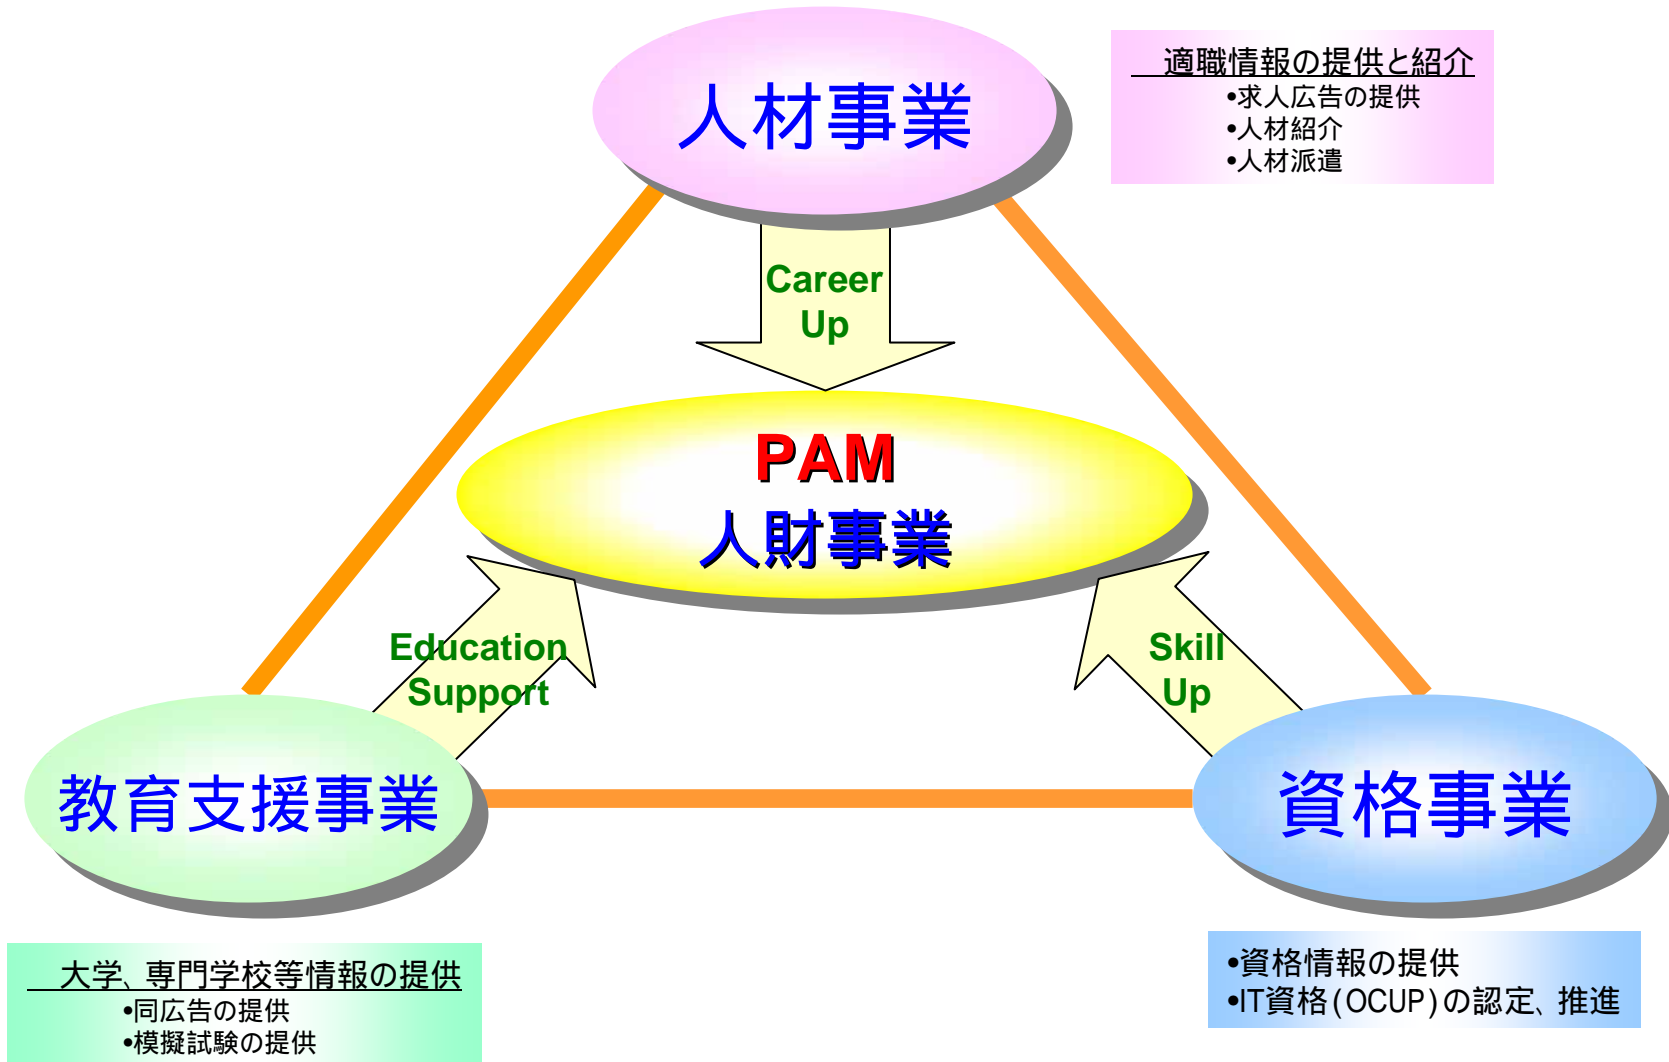 人材事業
適職情報の提供と紹介
•求人広告の提供
•人材紹介
•人材派遣
Career
Up
PAM
人財事業
Education
Support
Skill
Up
教育支援事業
資格事業
大学、専門学校等情報の提供
•同広告の提供
•模擬試験の提供
•資格情報の提供
•IT資格(OCUP)の認定、推進